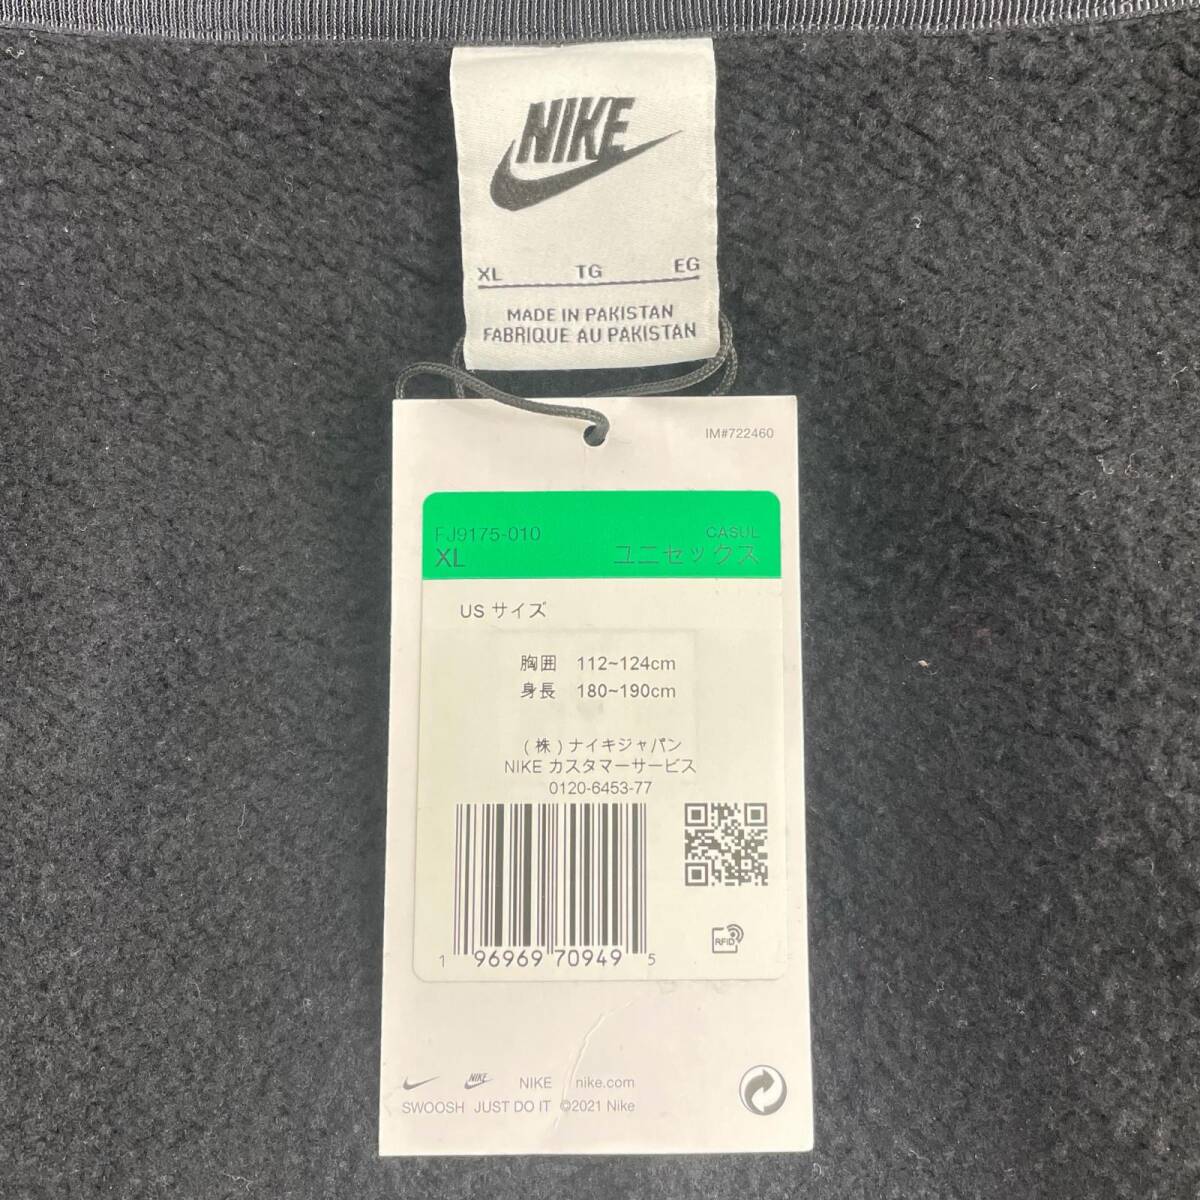 NIKE
XL TG EG
MADE IN PAKISTAN
FABRIQUE AU PAKISTAN
IM#722460
FJ9175-010 CASUL
XL ユニセックス
US サイズ
胸囲 112~124cm
身長 180~190cm
(株)ナイキジャパン
NIKE カスタマーサービス
0120-6453-77
1 96969 70949 5
RFID
NIKE NIKE nike.com
SWOOSH JUST DO IT ©2021 Nike